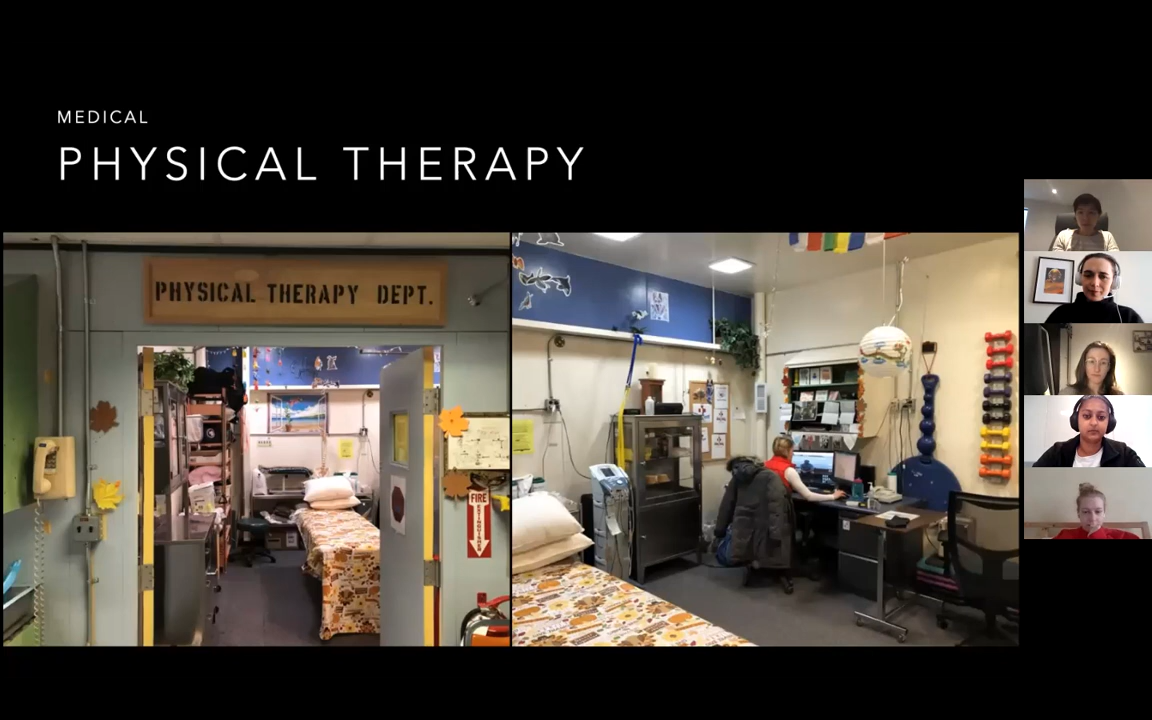 MEDICAL
PHYSICAL THERAPY
PHYSICAL THERAPY DEPT.
FIRE
EXTINGUISHER